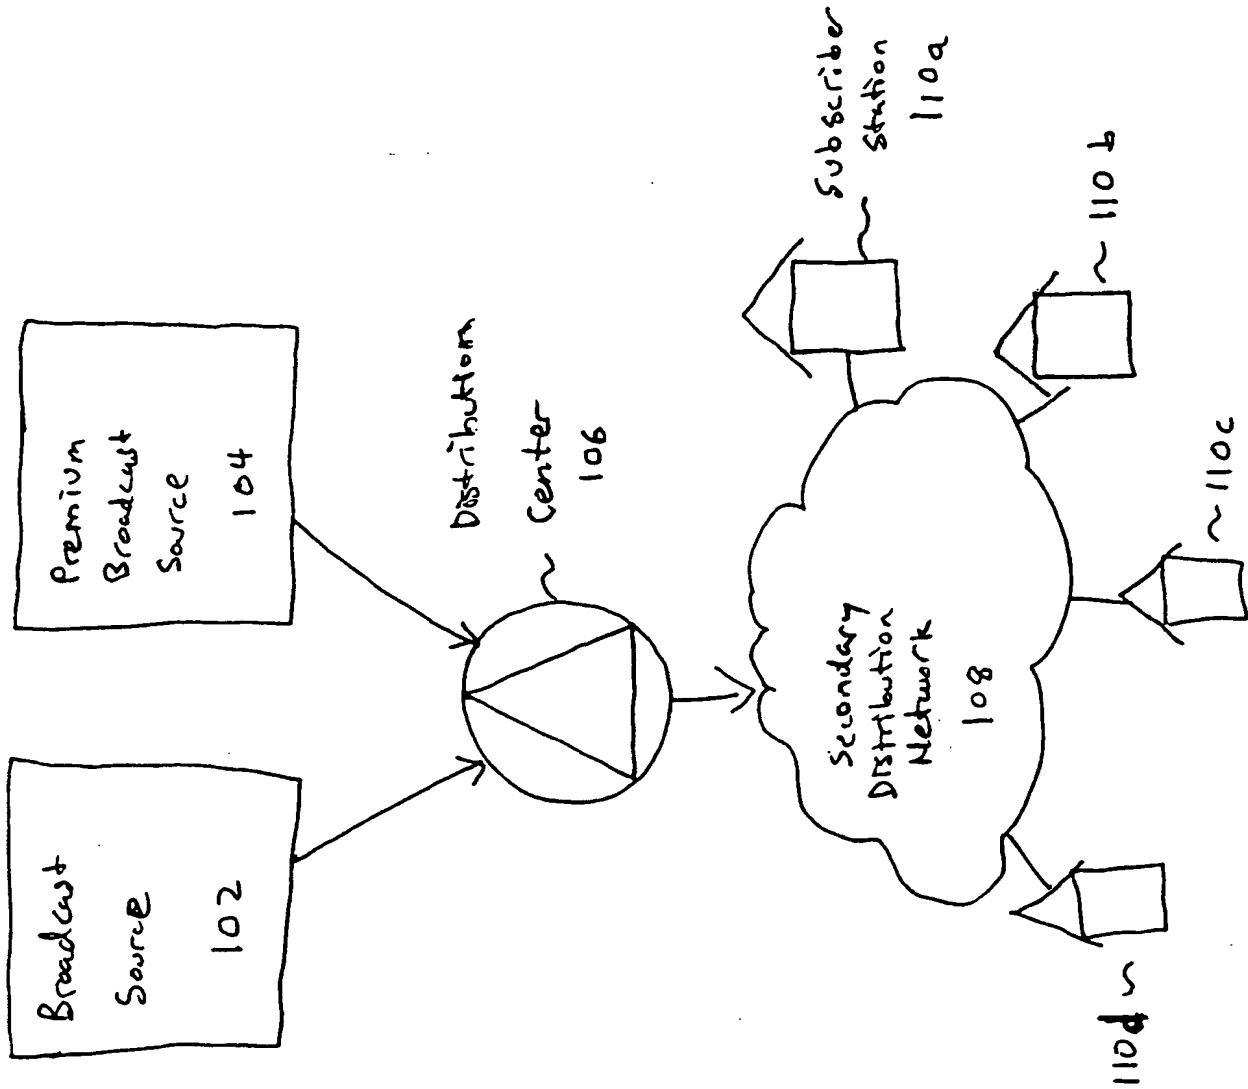 Broadcast
Source
102
Premium
Broadcast
Source
104
Distribution
Center
106
Secondary
Distribution
Network
108
Subscriber
Station
110a
110b
110c
110d